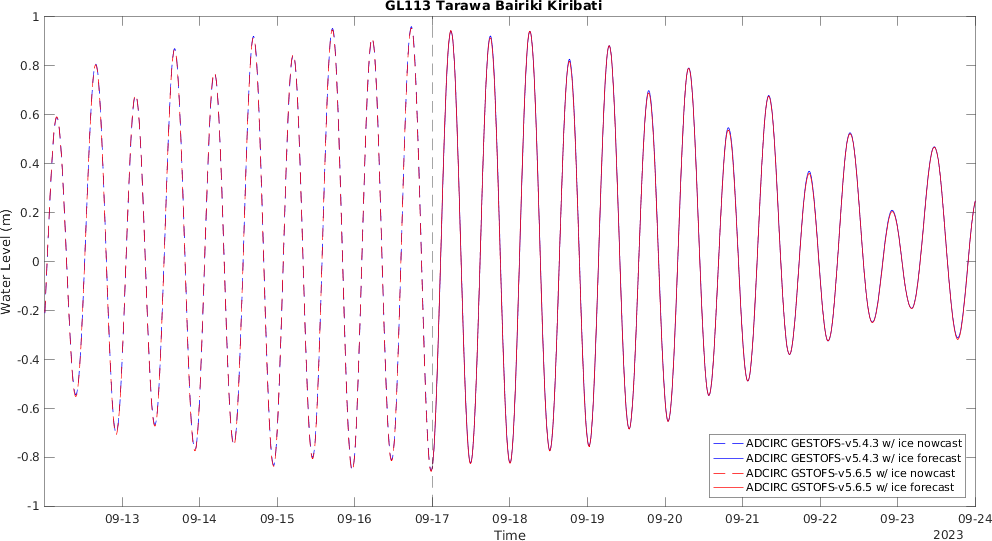 GL113 Tarawa Bairiki Kiribati
1
0.8
0.6
0.4
0.2
0
-0.2
-0.4
-0.6
-0.8
-1
Water Level (m)
09-13 09-14 09-15 09-16 09-17 09-18 09-19 09-20 09-21 09-22 09-23 09-24
Time
2023
ADCIRC GESTOFS-v5.4.3 w/ ice nowcast
ADCIRC GESTOFS-v5.4.3 w/ ice forecast
ADCIRC GSTOFS-v5.6.5 w/ ice nowcast
ADCIRC GSTOFS-v5.6.5 w/ ice forecast